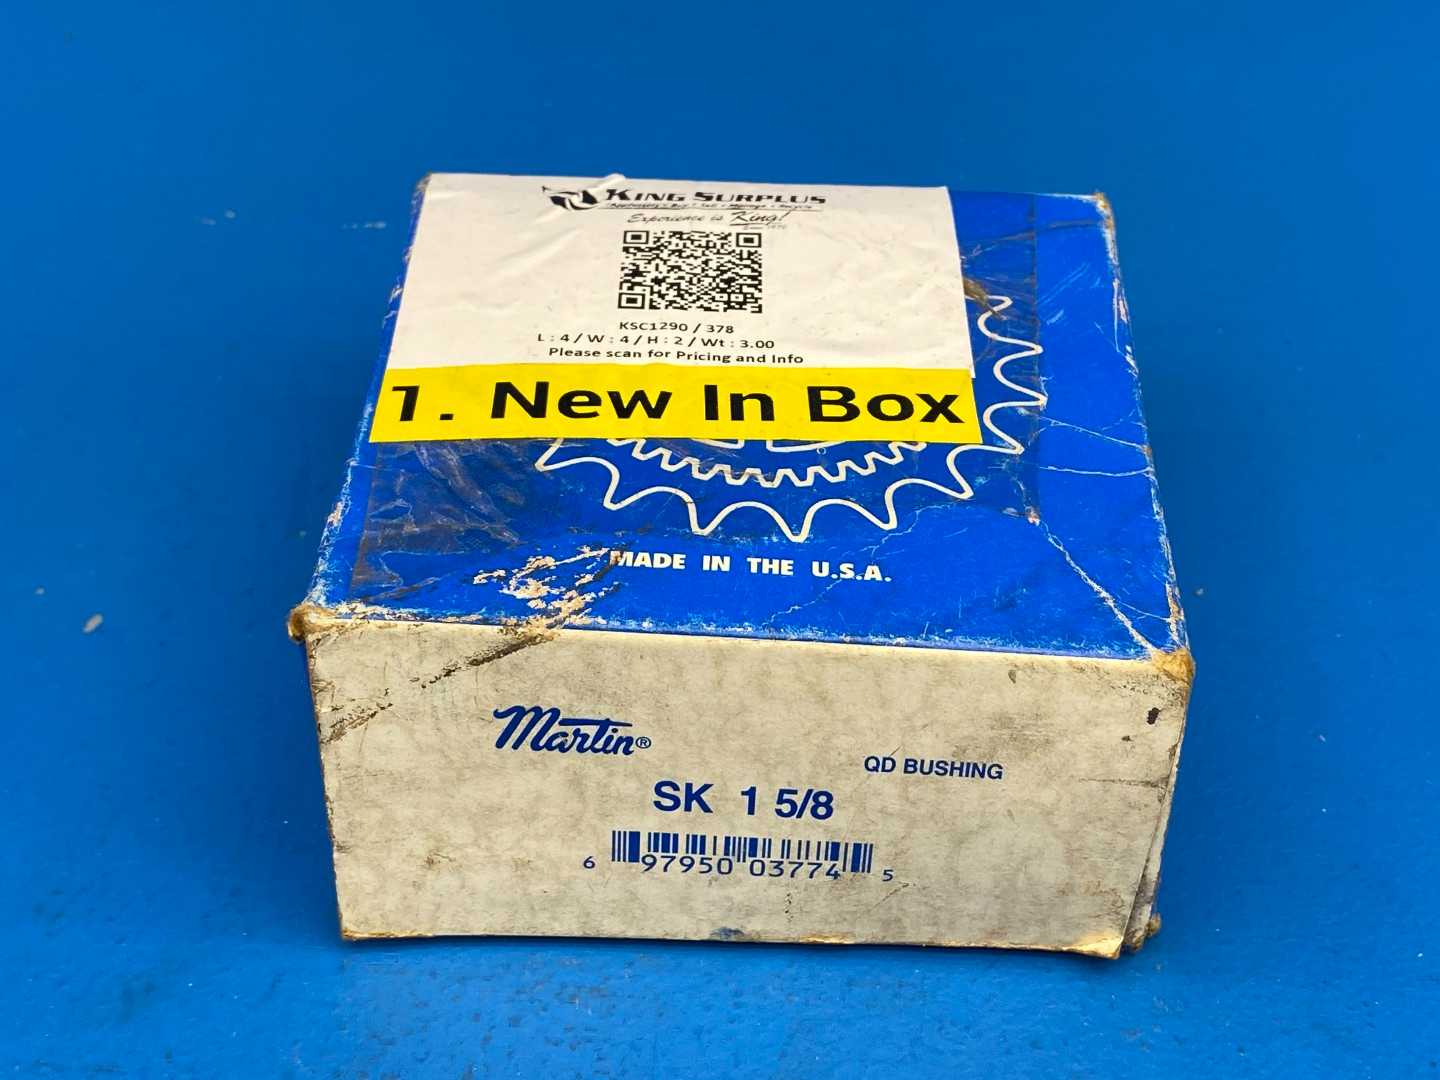 KING SURPLUS
Experience is King!
KSC1290 / 378
L : 4 / W : 4 / H : 2 / Wt : 3.00
Please scan for Pricing and Info
1. New In Box
MADE IN THE U.S.A.
Martin®
QD BUSHING
SK 1 5/8
6 97950 03774 5